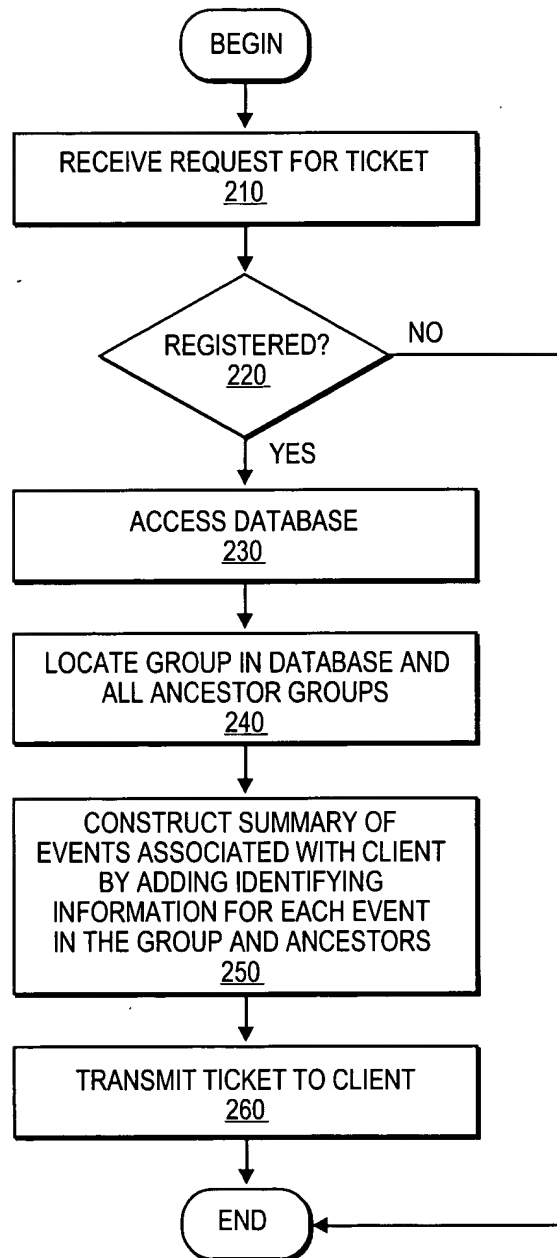 BEGIN
RECEIVE REQUEST FOR TICKET
210
REGISTERED?
220
NO
YES
ACCESS DATABASE
230
LOCATE GROUP IN DATABASE AND
ALL ANCESTOR GROUPS
240
CONSTRUCT SUMMARY OF
EVENTS ASSOCIATED WITH CLIENT
BY ADDING IDENTIFYING
INFORMATION FOR EACH EVENT
IN THE GROUP AND ANCESTORS
250
TRANSMIT TICKET TO CLIENT
260
END